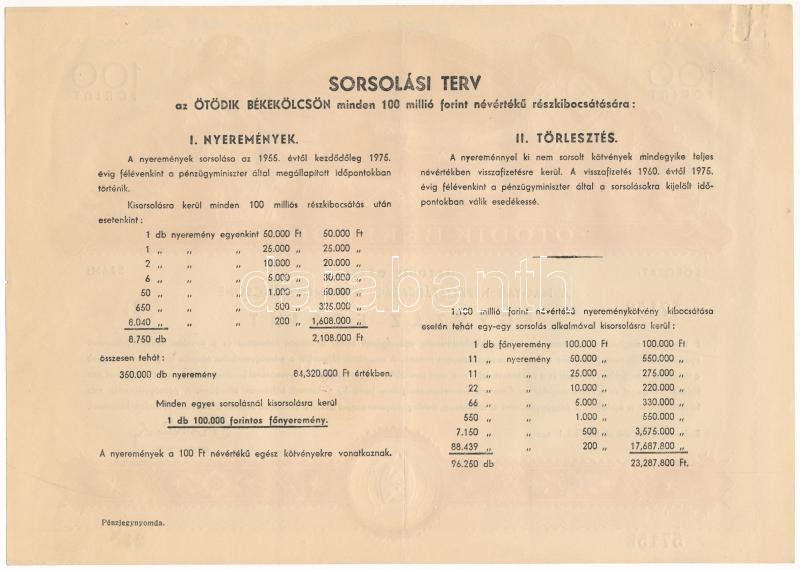 SORSOLÁSI TERV
az ÖTÖDIK BÉKEKÖLCSÖN minden 100 millió forint névértékű részkibocsátására:
I. NYEREMÉNYEK.
A nyeremények sorsolása az 1955. évtől kezdődőleg 1975.
évig félévenkint a pénzügyminiszter által megállapított időpontokban
történik.
Kisorsolásra kerül minden 100 milliós részkibocsátás után
esetenkint:
1 db nyeremény egyenkint 50.000 Ft 50.000 Ft
1 „ „ „ 25.000 „ 25.000 „
2 „ „ „ 10.000 „ 20.000 „
6 „ „ „ 5.000 „ 30.000 „
50 „ „ „ 1.000 „ 50.000 „
650 „ „ „ 500 „ 325.000 „
8.040 „ „ „ 200 „ 1,608.000 „
8.750 db 2,108.000 Ft
összesen tehát:
350.000 db nyeremény 84,320.000 Ft értékben.
Minden egyes sorsolásnál kisorsolásra kerül
1 db 100.000 forintos főnyeremény.
A nyeremények a 100 Ft névértékű egész kötvényekre vonatkoznak.
Pénzjegynyomda.
II. TÖRLESZTÉS.
A nyereménnyel ki nem sorsolt kötvények mindegyike teljes
névértékben visszafizetésre kerül. A visszafizetés 1960. évtől 1975.
évig félévenkint a pénzügyminiszter által a sorsolásokra kijelölt idő-
pontokban válik esedékessé.
1.100 millió forint névértékű nyereménykötvény kibocsátása
esetén tehát egy-egy sorsolás alkalmával kisorsolásra kerül:
1 db főnyeremény 100.000 Ft 100.000 Ft
11 „ nyeremény 50.000 „ 550.000 „
11 „ „ 25.000 „ 275.000 „
22 „ „ 10.000 „ 220.000 „
66 „ „ 5.000 „ 330.000 „
550 „ „ 1.000 „ 550.000 „
7.150 „ „ 500 „ 3,575.000 „
88.439 „ „ 200 „ 17,687.800 „
96.250 db 23,287.800 Ft.
darabanth